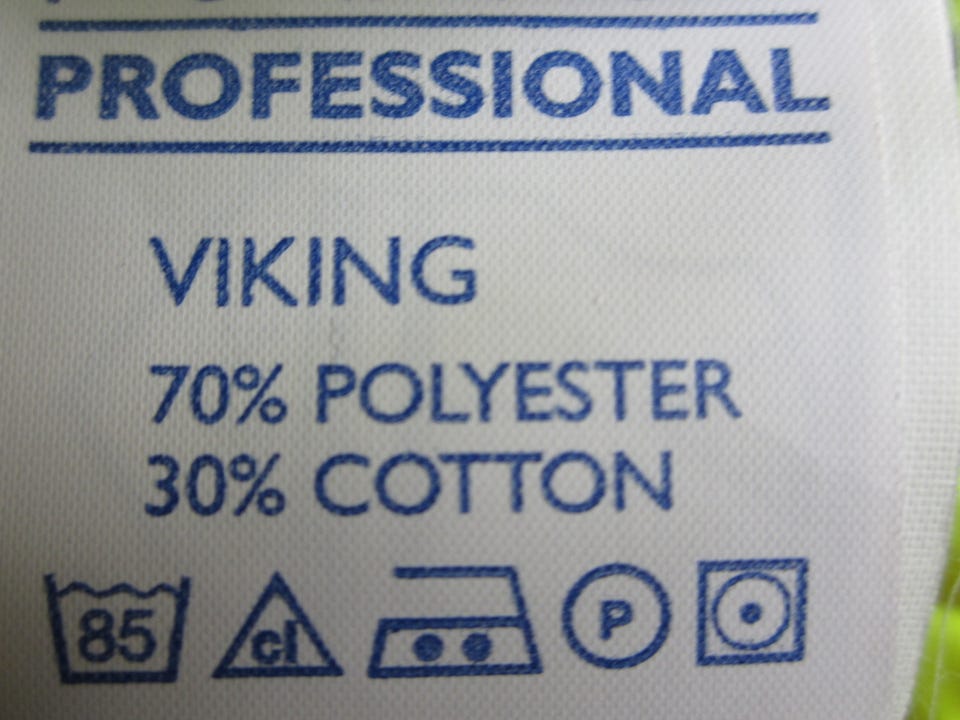 PROFESSIONAL
VIKING
70% POLYESTER
30% COTTON
85 cl P